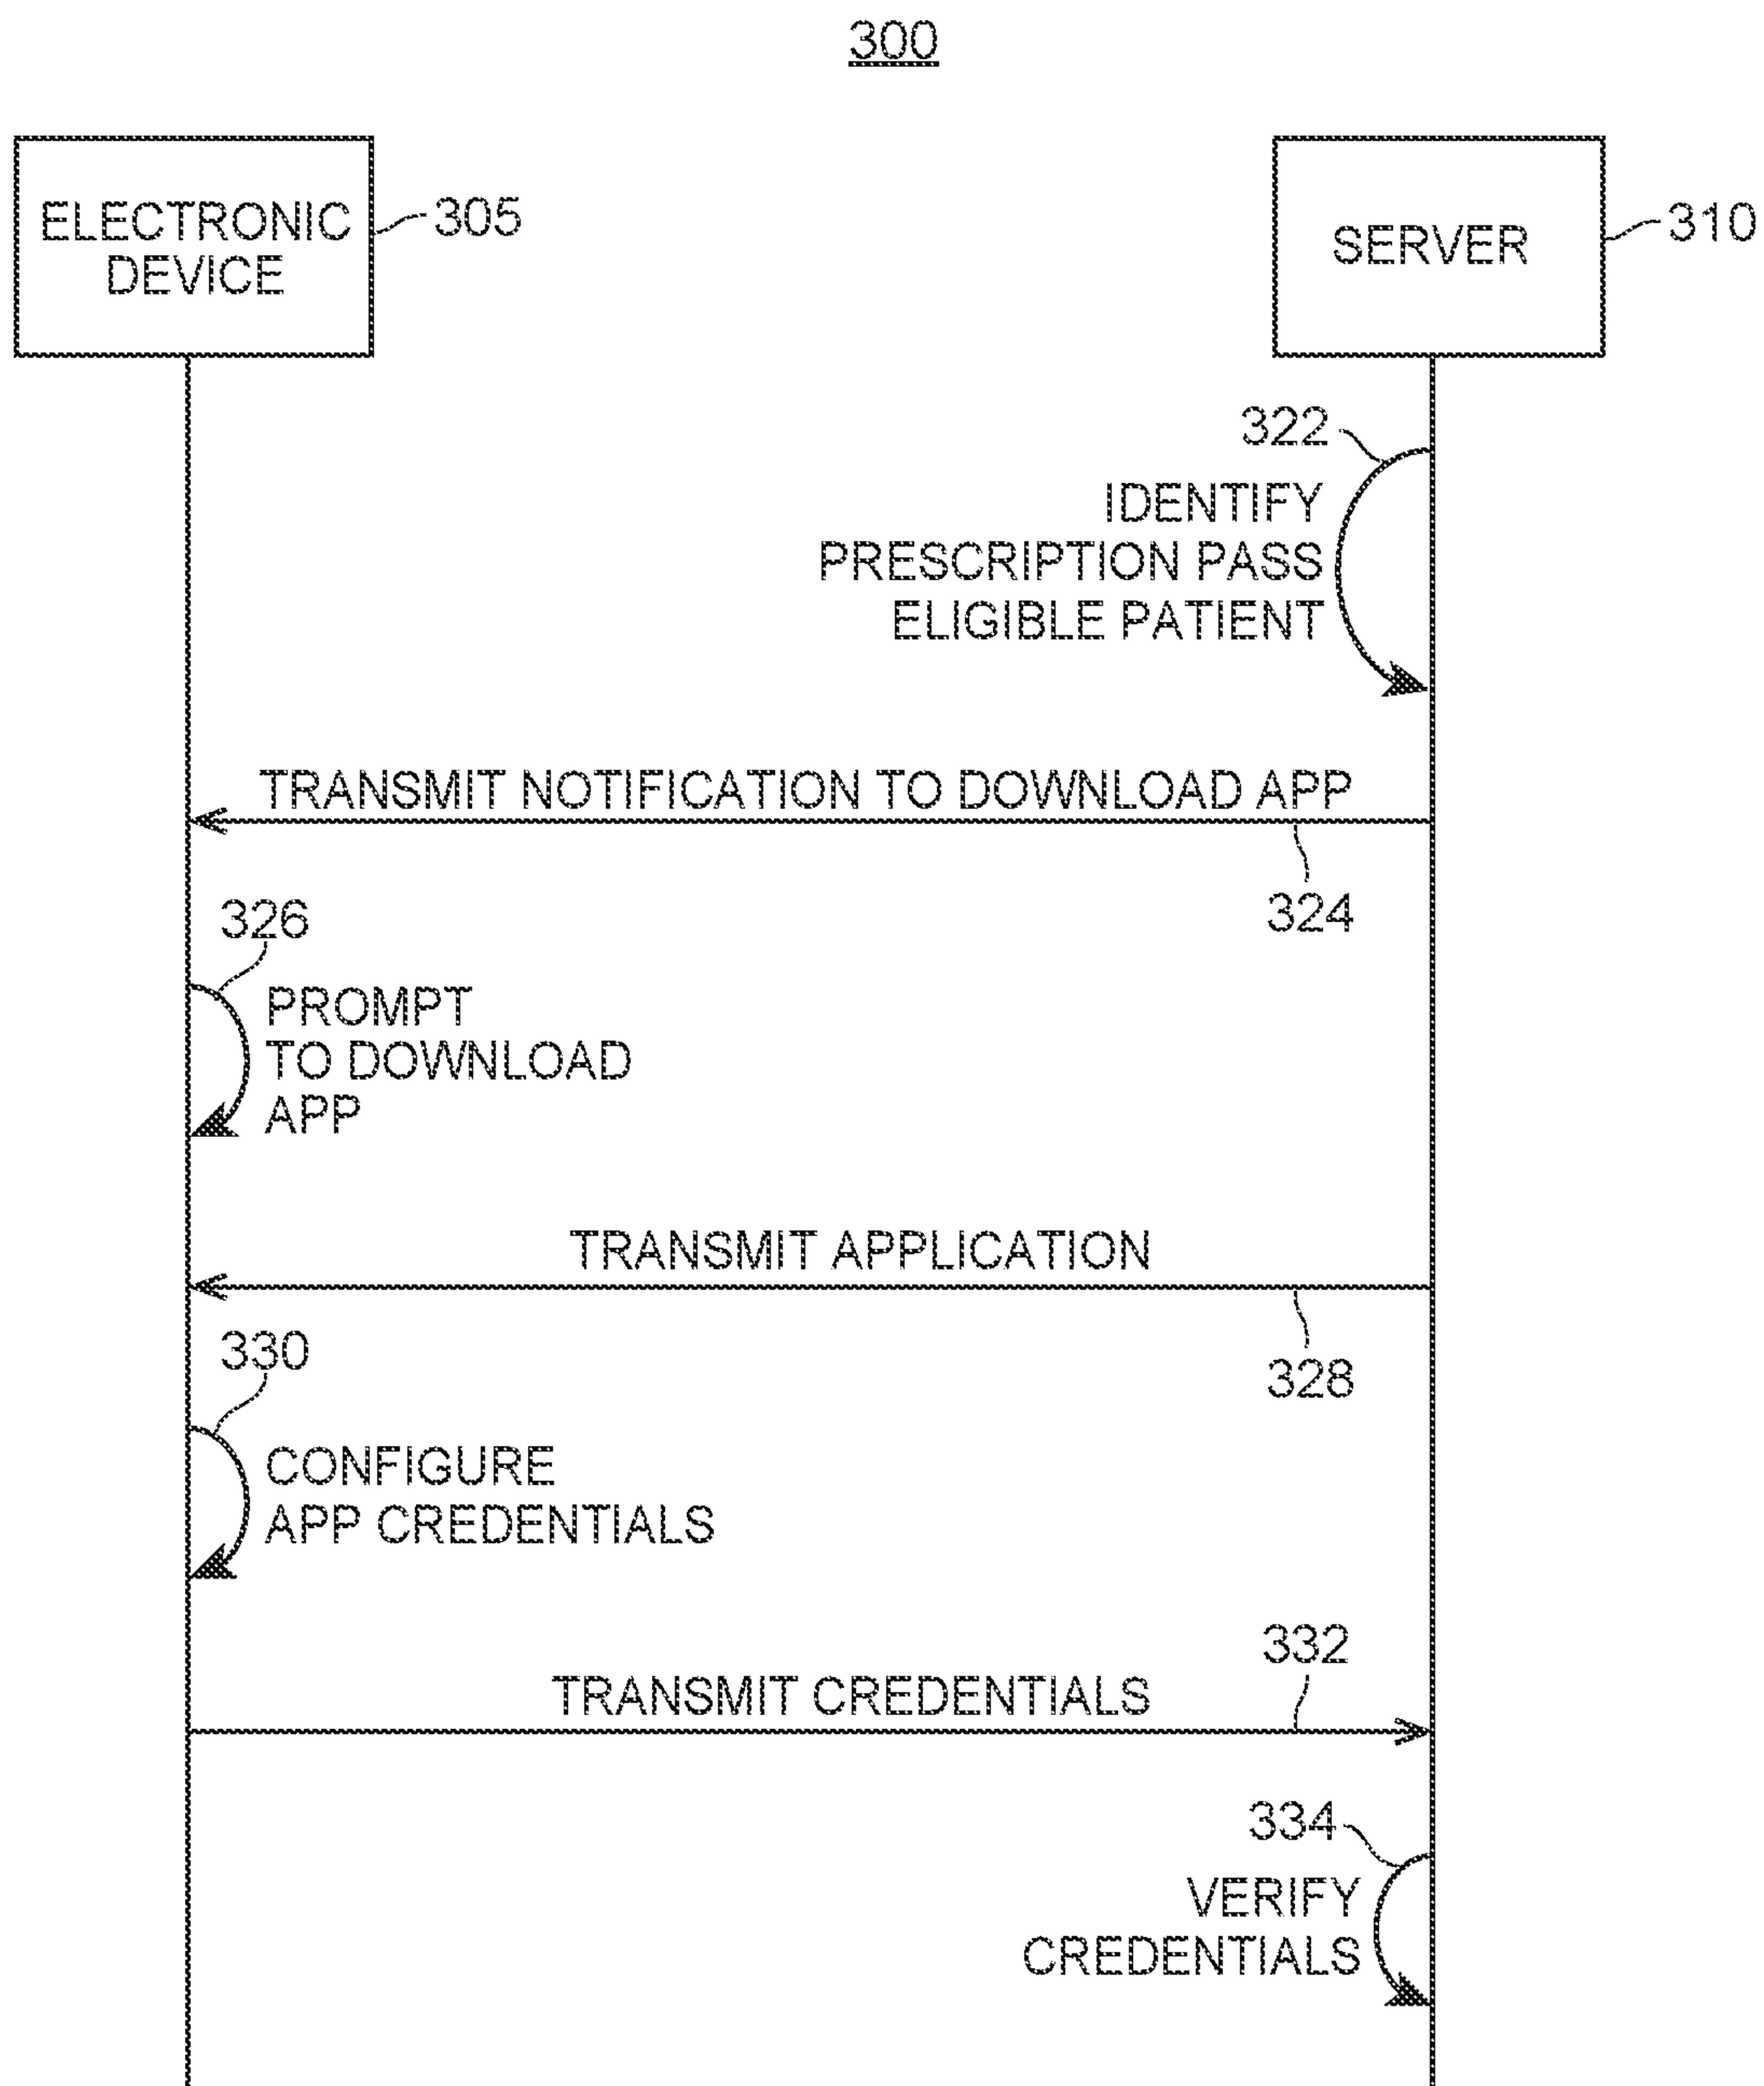 300
ELECTRONIC
DEVICE
305
SERVER
310
322
IDENTIFY
PRESCRIPTION PASS
ELIGIBLE PATIENT
TRANSMIT NOTIFICATION TO DOWNLOAD APP
324
326
PROMPT
TO DOWNLOAD
APP
TRANSMIT APPLICATION
328
330
CONFIGURE
APP CREDENTIALS
332
TRANSMIT CREDENTIALS
334
VERIFY
CREDENTIALS